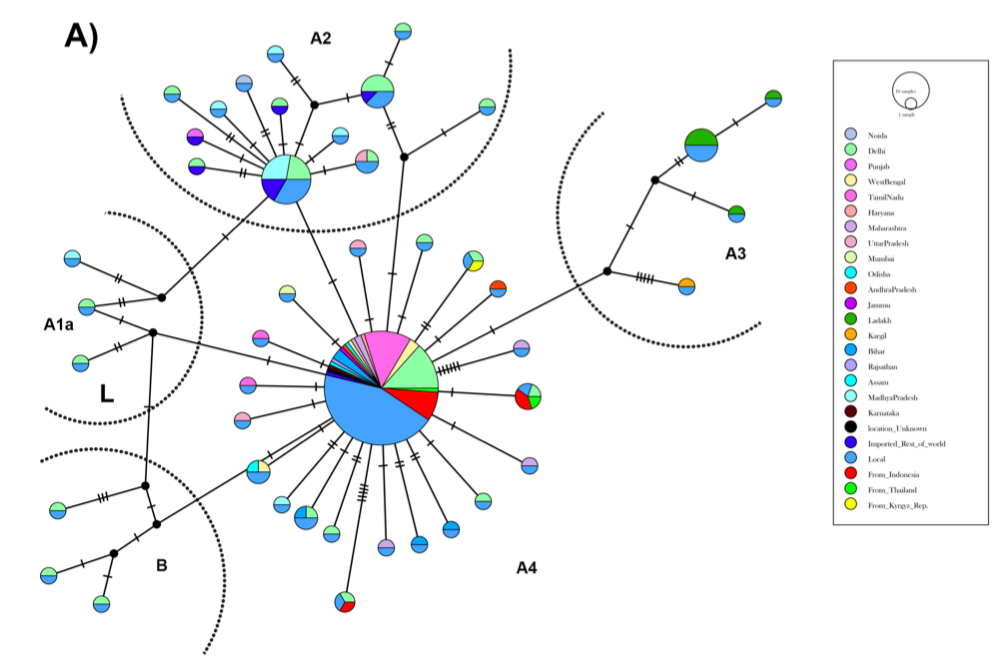 A)
A2
A3
A1a
L
B
A4
10 samples
1 sample
Noida
Delhi
Punjab
WestBengal
TamilNadu
Haryana
Maharashtra
UttarPradesh
Mumbai
Odisha
AndhraPradesh
Jammu
Ladakh
Kargil
Bihar
Rajsathan
Assam
MadhyaPradesh
Karnataka
location_Unknown
Imported_Rest_of_world
Local
From_Indonesia
From_Thailand
From_Kyrgyz_Rep.